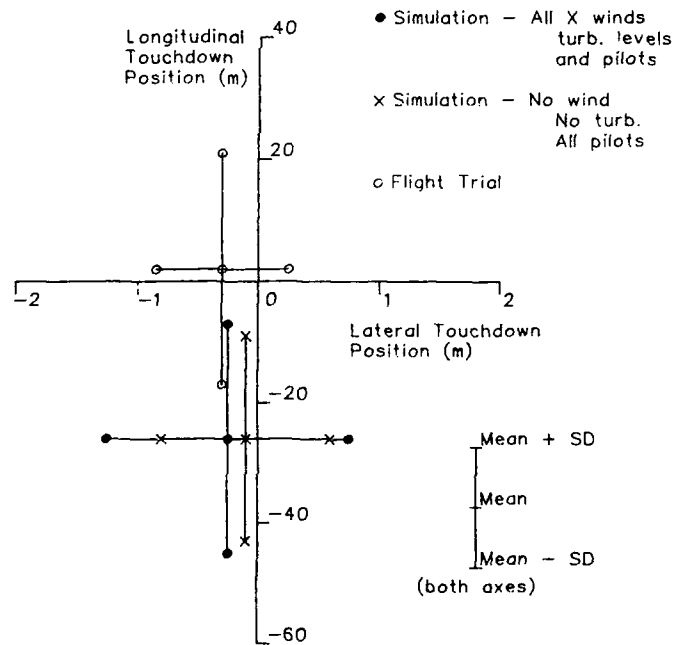 Longitudinal
Touchdown
Position (m)
40
20
-2
-1
0
1
2
Lateral Touchdown
Position (m)
-20
-40
-60
● Simulation - All X winds
turb. levels
and pilots
× Simulation - No wind
No turb.
All pilots
○ Flight Trial
Mean + SD
Mean
Mean - SD
(both axes)